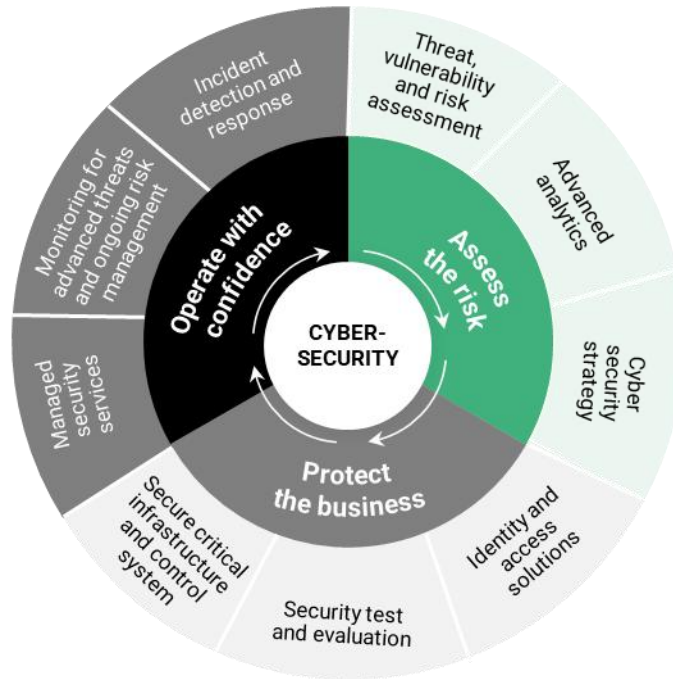 CYBER-
SECURITY
Assess
the risk
Threat,
vulnerability
and risk
assessment
Advanced
analytics
Cyber
security
strategy
Protect
the business
Identity and
access
solutions
Security test
and evaluation
Secure critical
infrastructure
and control
system
Operate with
confidence
Managed
security
services
Monitoring for
advanced threats
and ongoing risk
management
Incident
detection and
response